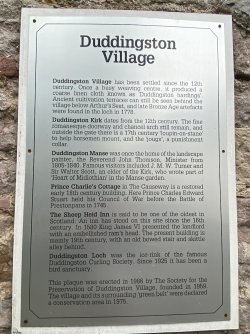 Duddingston
Village
Duddingston Village has been settled since the 12th
century. Once a busy weaving centre, it produced a
coarse linen cloth known as 'Duddingston hardings'.
Ancient cultivation terraces can still be seen behind the
village below Arthur's Seat, and late Bronze Age artefacts
were found in the loch in 1778.
Duddingston Kirk dates from the 12th century. The fine
romanesque doorway and chancel arch still remain, and
outside the gate there is a 17th century 'loupin-on-stane'
to help horsemen mount, and the 'jougs', a punishment
collar.
Duddingston Manse was once the home of the landscape
painter, the Reverend John Thomson, Minister from
1805-1840. Famous visitors included J. M. W. Turner and
Sir Walter Scott, an elder of the Kirk, who wrote part of
'Heart of Midlothian' in the Manse garden.
Prince Charlie's Cottage in The Causeway is a restored
early 18th century building. Here Prince Charles Edward
Stuart held his Council of War before the Battle of
Prestonpans in 1745.
The Sheep Heid Inn is said to be one of the oldest in
Scotland. An inn has stood on this site since the 16th
century. In 1580 King James VI presented the landlord
with an embellished ram's head. The present building is
mainly 19th century, with an old bowed stair and skittle
alley behind.
Duddingston Loch was the ice-rink of the famous
Duddingston Curling Society. Since 1925 it has been a
bird sanctuary.
This plaque was erected in 1986 by The Society for the
Preservation of Duddingston Village, founded in 1959.
The village and its surrounding 'green belt' were declared
a conservation area in 1975.